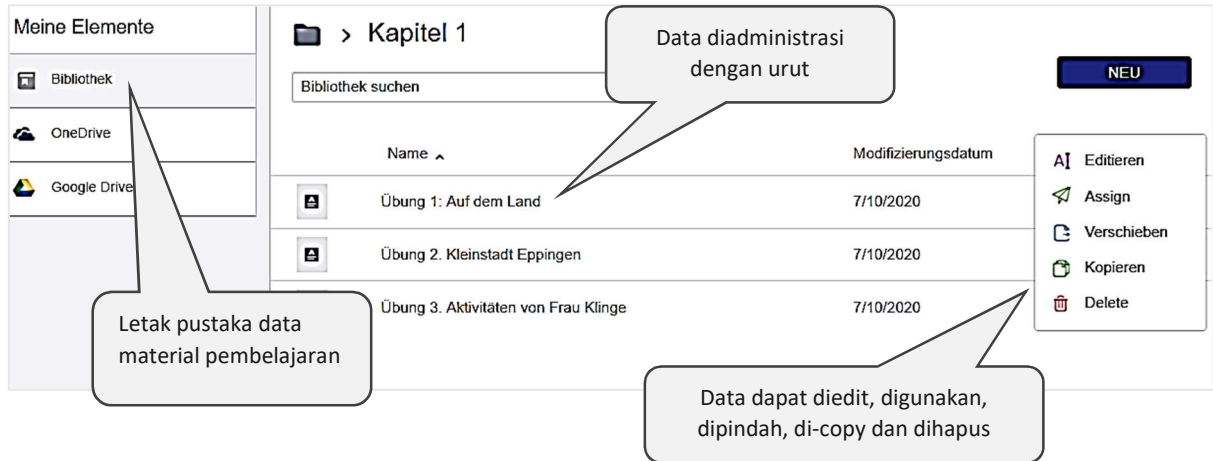 Meine Elemente
Bibliothek
OneDrive
Google Drive
Kapitel 1
Bibliothek suchen
NEU
Name
Modifizierungsdatum
Übung 1: Auf dem Land
7/10/2020
Übung 2. Kleinstadt Eppingen
7/10/2020
Übung 3. Aktivitäten von Frau Klinge
7/10/2020
Editieren
Assign
Verschieben
Kopieren
Delete
Data diadministrasi
dengan urut
Letak pustaka data
material pembelajaran
Data dapat diedit, digunakan,
dipindah, di-copy dan dihapus